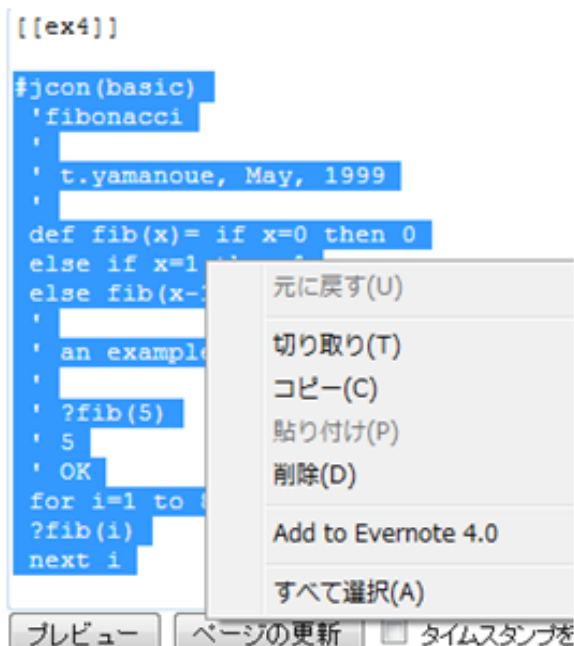 [[ex4]]
#jcon(basic)
'fibonacci
'
' t.yamanoue, May, 1999
'
def fib(x)= if x=0 then 0
else if x=1
else fib(x-
'
' an example
'
' ?fib(5)
' 5
' OK
for i=1 to
?fib(i)
next i
元に戻す(U)
切り取り(T)
コピー(C)
貼り付け(P)
削除(D)
Add to Evernote 4.0
すべて選択(A)
プレビュー ページの更新 タイムスタンプを